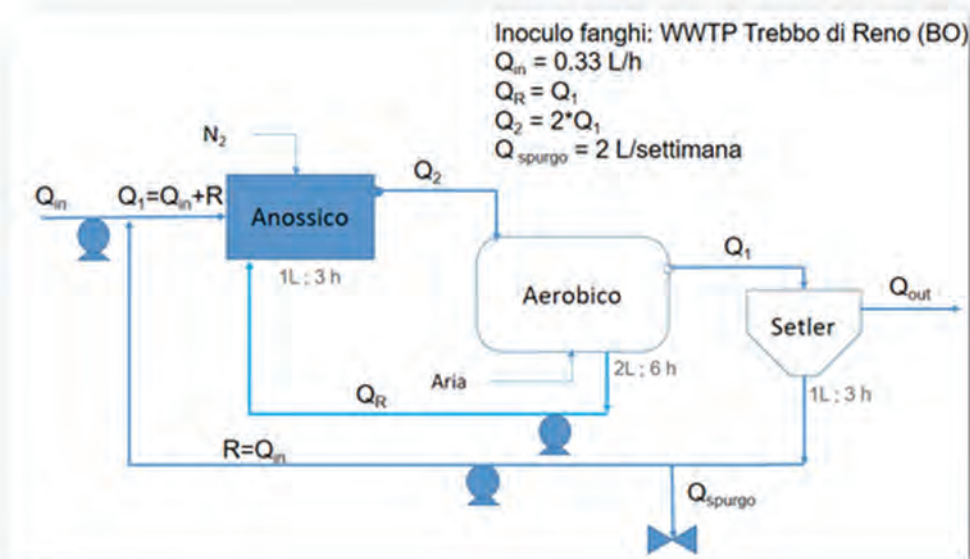 Inoculo fanghi: WWTP Trebbo di Reno (BO)
Qin = 0.33 L/h
QR = Q1
Q2 = 2*Q1
Q spurgo = 2 L/settimana
N2
Q2
Qin
Q1=Qin+R
Anossico
1L ; 3 h
Q1
Aerobico
Qout
Setler
Aria
2L ; 6 h
QR
1L ; 3 h
R=Qin
Qspurgo